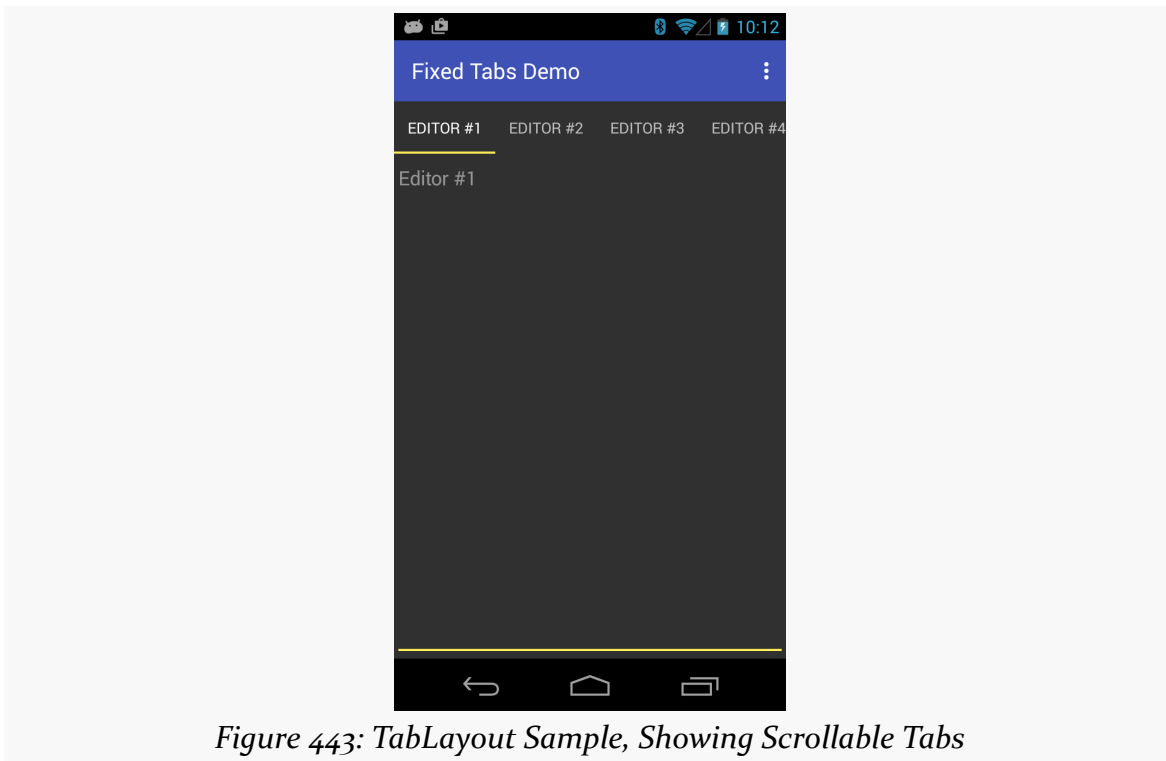 10:12
Fixed Tabs Demo
EDITOR #1 EDITOR #2 EDITOR #3 EDITOR #4
Editor #1
Figure 443: TabLayout Sample, Showing Scrollable Tabs